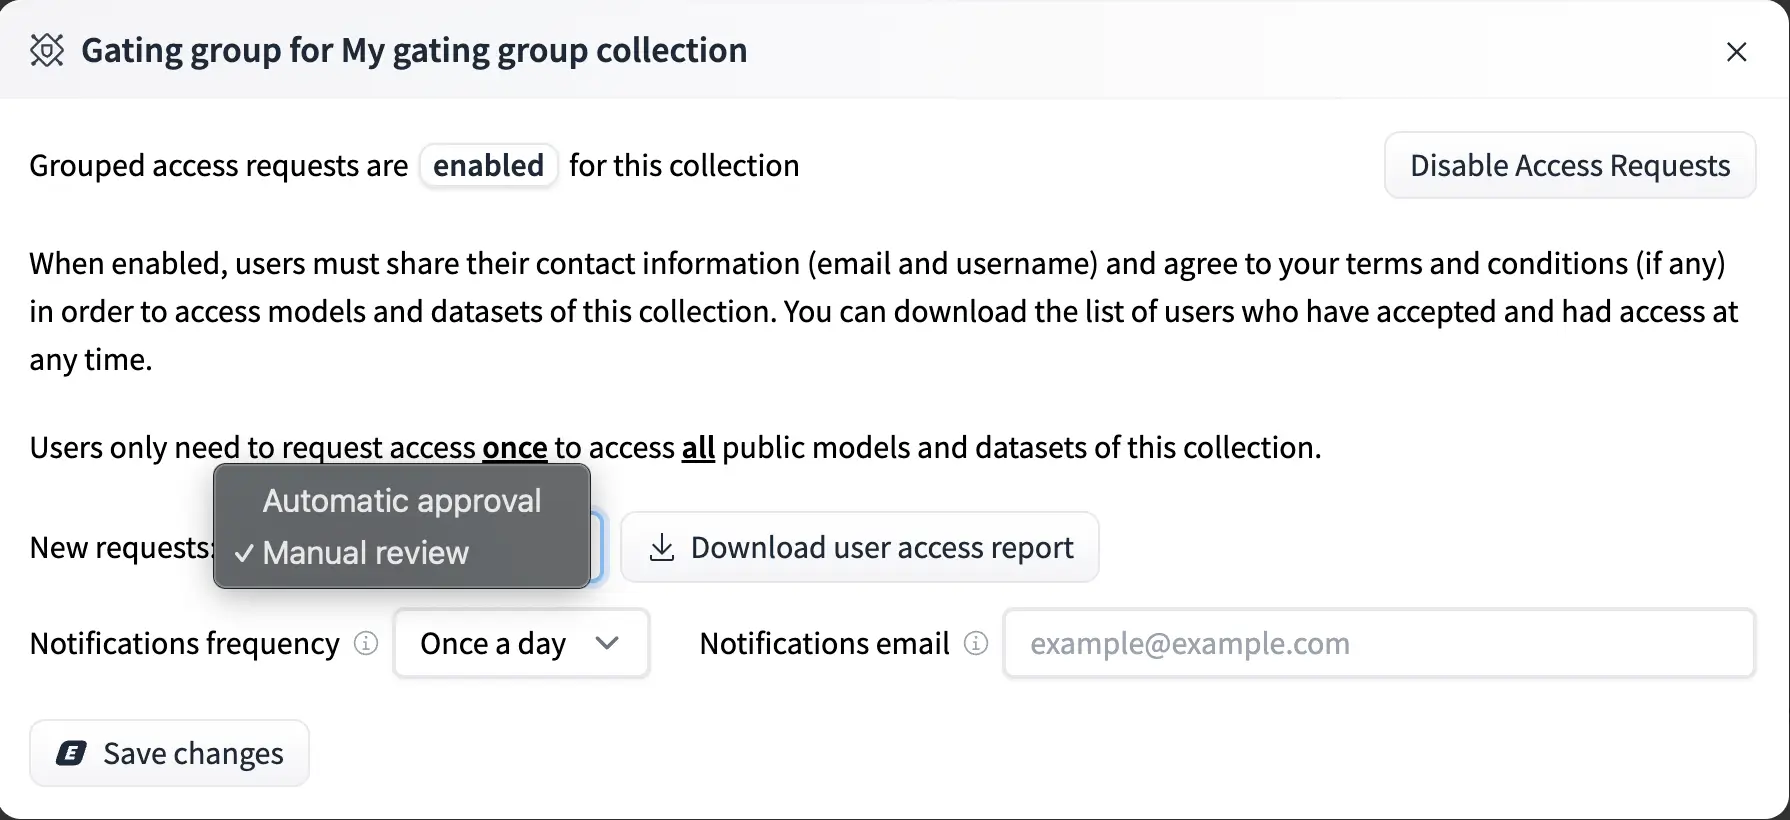 Gating group for My gating group collection
Grouped access requests are enabled for this collection
Disable Access Requests
When enabled, users must share their contact information (email and username) and agree to your terms and conditions (if any)
in order to access models and datasets of this collection. You can download the list of users who have accepted and had access at
any time.
Users only need to request access once to access all public models and datasets of this collection.
Automatic approval
New requests:
✓ Manual review
Download user access report
Notifications frequency
Once a day
Notifications email
example@example.com
E Save changes